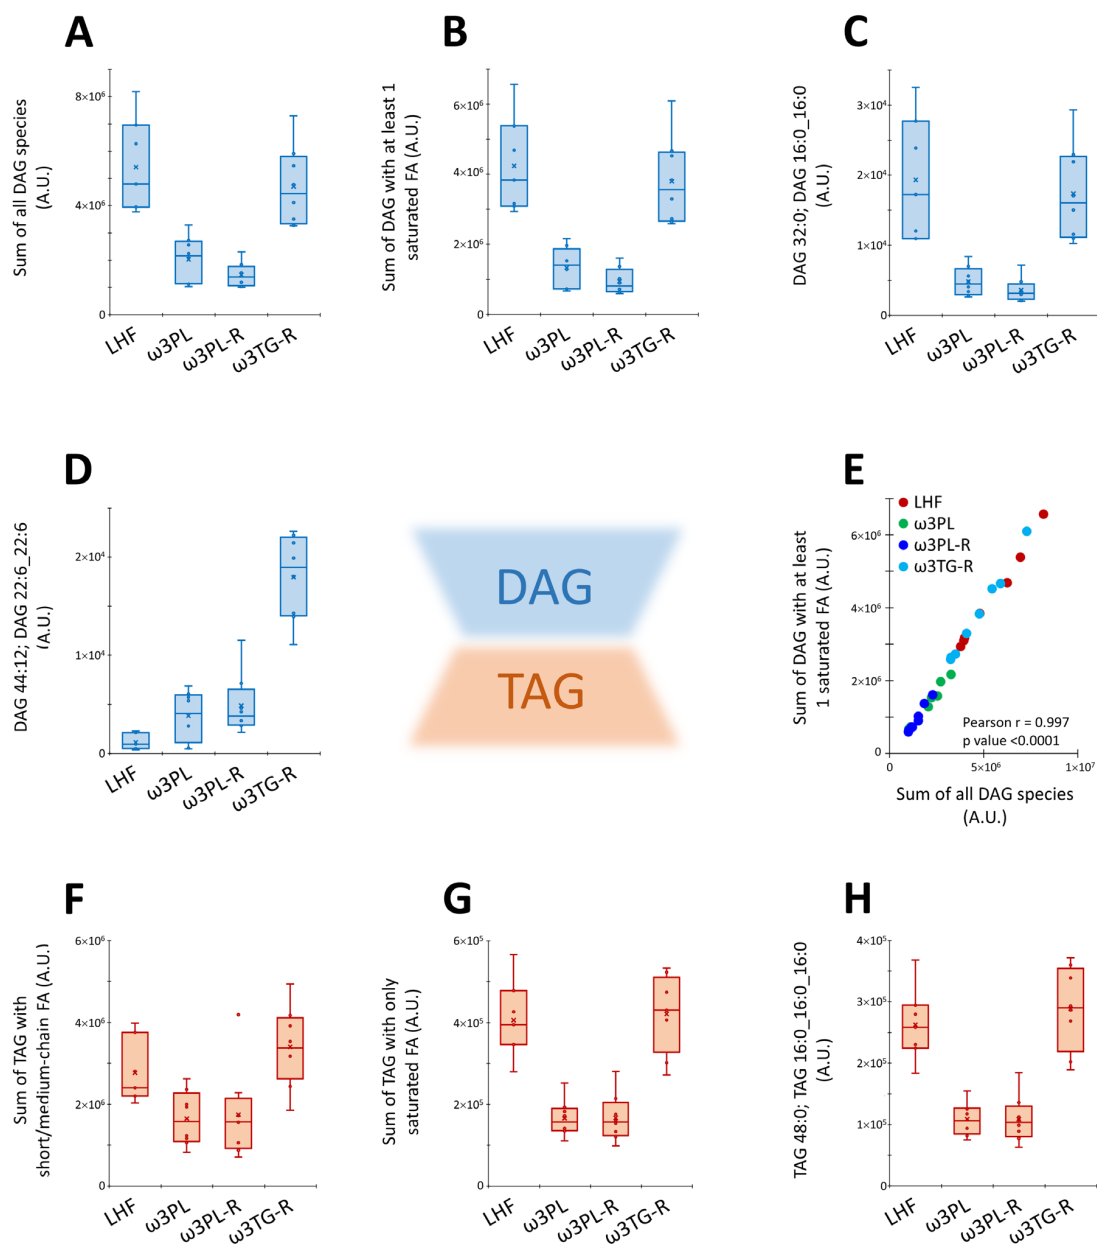 A
Sum of all DAG species
(A.U.)
8×10⁶
4×10⁶
0
LHF
ω3PL
ω3PL-R
ω3TG-R
B
Sum of DAG with at least 1
saturated FA (A.U.)
6×10⁶
4×10⁶
2×10⁶
0
LHF
ω3PL
ω3PL-R
ω3TG-R
C
DAG 32:0; DAG 16:0_16:0
(A.U.)
3×10⁴
2×10⁴
1×10⁴
0
LHF
ω3PL
ω3PL-R
ω3TG-R
D
DAG 44:12; DAG 22:6_22:6
(A.U.)
2×10⁴
1×10⁴
0
LHF
ω3PL
ω3PL-R
ω3TG-R
DAG
TAG
E
Sum of DAG with at least
1 saturated FA (A.U.)
6×10⁶
4×10⁶
2×10⁶
0
LHF
ω3PL
ω3PL-R
ω3TG-R
Pearson r = 0.997
p value <0.0001
0
5×10⁶
1×10⁷
Sum of all DAG species
(A.U.)
F
Sum of TAG with
short/medium-chain FA (A.U.)
6×10⁶
4×10⁶
2×10⁶
0
LHF
ω3PL
ω3PL-R
ω3TG-R
G
Sum of TAG with only
saturated FA (A.U.)
6×10⁵
4×10⁵
2×10⁵
0
LHF
ω3PL
ω3PL-R
ω3TG-R
H
TAG 48:0; TAG 16:0_16:0_16:0
(A.U.)
4×10⁵
3×10⁵
2×10⁵
1×10⁵
0
LHF
ω3PL
ω3PL-R
ω3TG-R